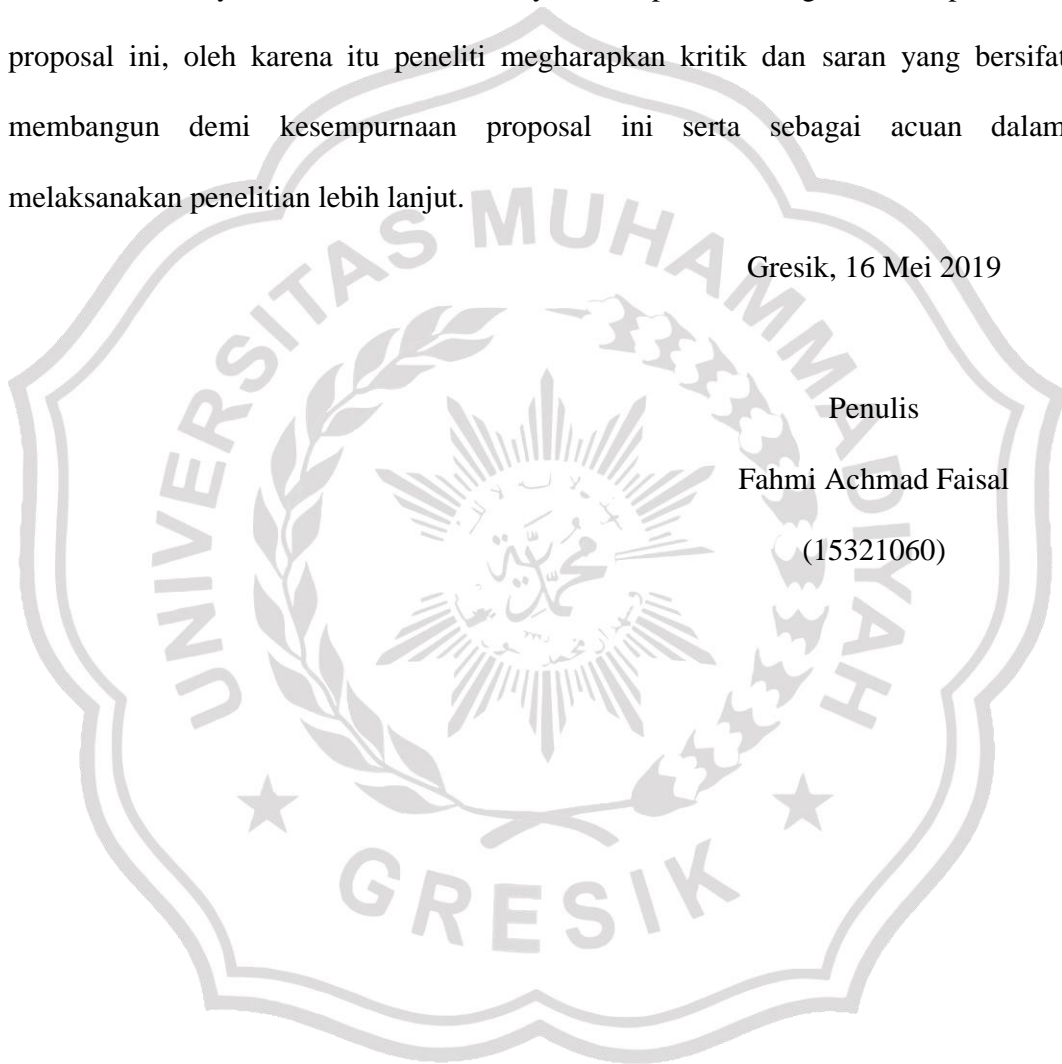 proposal ini, oleh karena itu peneliti megharapkan kritik dan saran yang bersifat
membangun demi kesempurnaan proposal ini serta sebagai acuan dalam
melaksanakan penelitian lebih lanjut.
Gresik, 16 Mei 2019
Penulis
Fahmi Achmad Faisal
(15321060)
UNIVERSITAS MUHAMMADIYAH
GRESIK